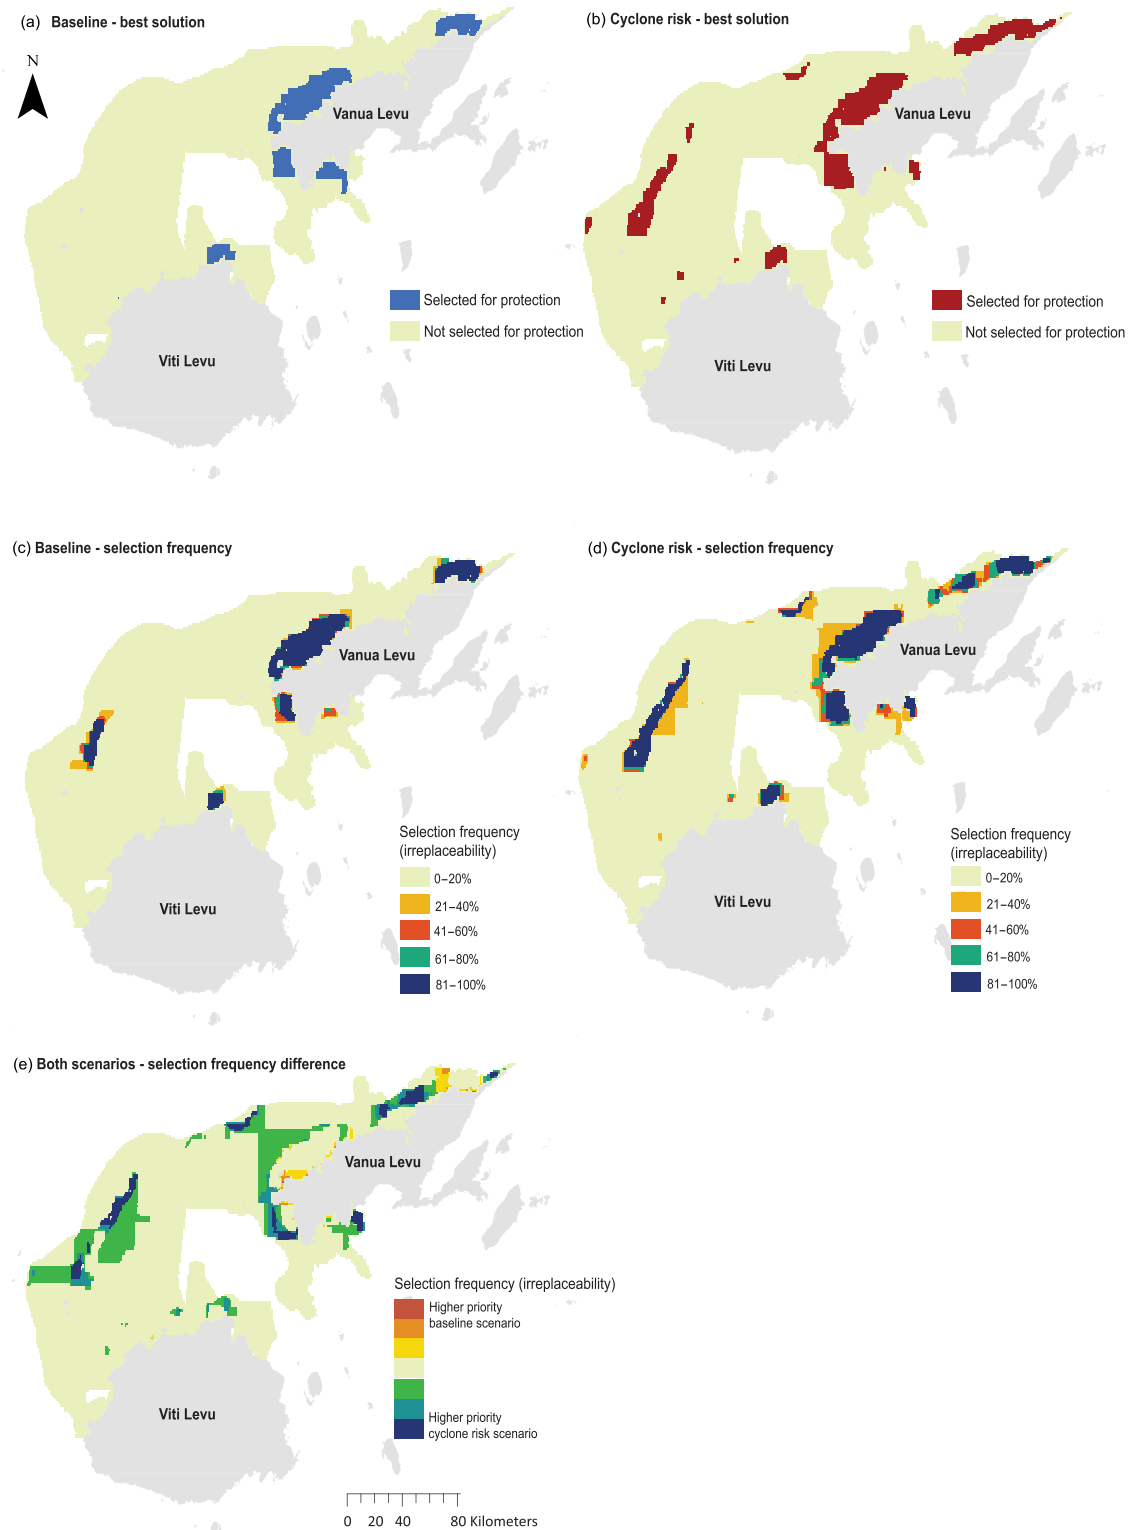 (a) Baseline - best solution
N
Vanua Levu
Viti Levu
Selected for protection
Not selected for protection
(b) Cyclone risk - best solution
Vanua Levu
Viti Levu
Selected for protection
Not selected for protection
(c) Baseline - selection frequency
Vanua Levu
Viti Levu
Selection frequency
(irreplaceability)
0–20%
21–40%
41–60%
61–80%
81–100%
(d) Cyclone risk - selection frequency
Vanua Levu
Viti Levu
Selection frequency
(irreplaceability)
0–20%
21–40%
41–60%
61–80%
81–100%
(e) Both scenarios - selection frequency difference
Vanua Levu
Viti Levu
Selection frequency (irreplaceability)
Higher priority
baseline scenario
Higher priority
cyclone risk scenario
0 20 40 80 Kilometers